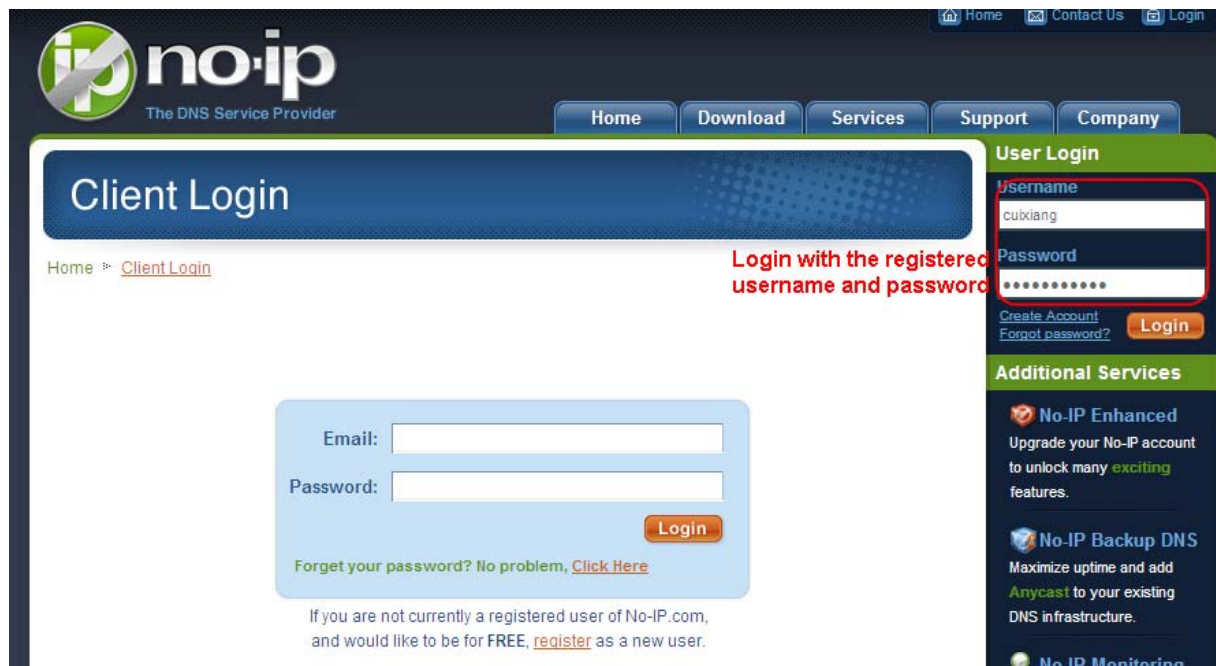 Home Contact Us Login
ip no·ip
The DNS Service Provider
Home Download Services Support Company
Client Login
Home Client Login
Login with the registered
username and password
Email:
Password:
Login
Forget your password? No problem, Click Here
If you are not currently a registered user of No-IP.com,
and would like to be for FREE, register as a new user.
User Login
Username
cuixiang
Password
•••••••••••
Create Account
Forgot password?
Login
Additional Services
No-IP Enhanced
Upgrade your No-IP account
to unlock many exciting
features.
No-IP Backup DNS
Maximize uptime and add
Anycast to your existing
DNS infrastructure.
No-IP Monitoring